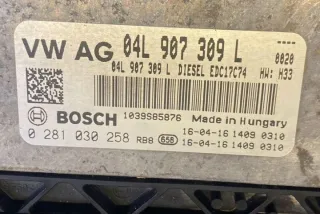 VW AG 04L 907 309 L
04L 907 309 L DIESEL EDC17C74 HW: H33
0020
BOSCH 1039S85876 Made in Hungary
0 281 030 258 RB8 658 16-04-16 1409 0310
16-04-16 1409 0310